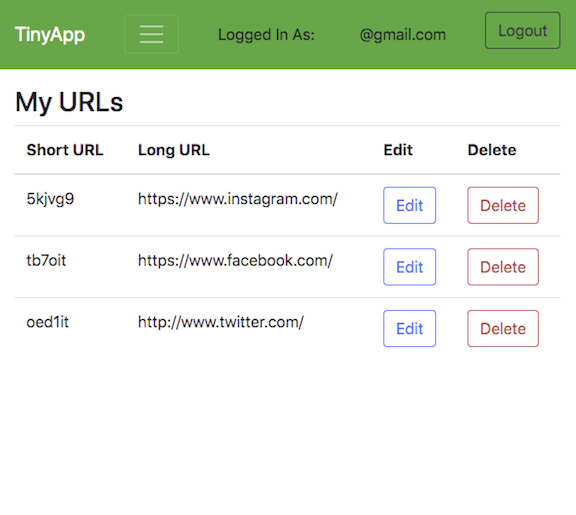 TinyApp Logged In As: @gmail.com Logout
My URLs
Short URL Long URL Edit Delete
5kjvg9 https://www.instagram.com/ Edit Delete
tb7oit https://www.facebook.com/ Edit Delete
oed1it http://www.twitter.com/ Edit Delete